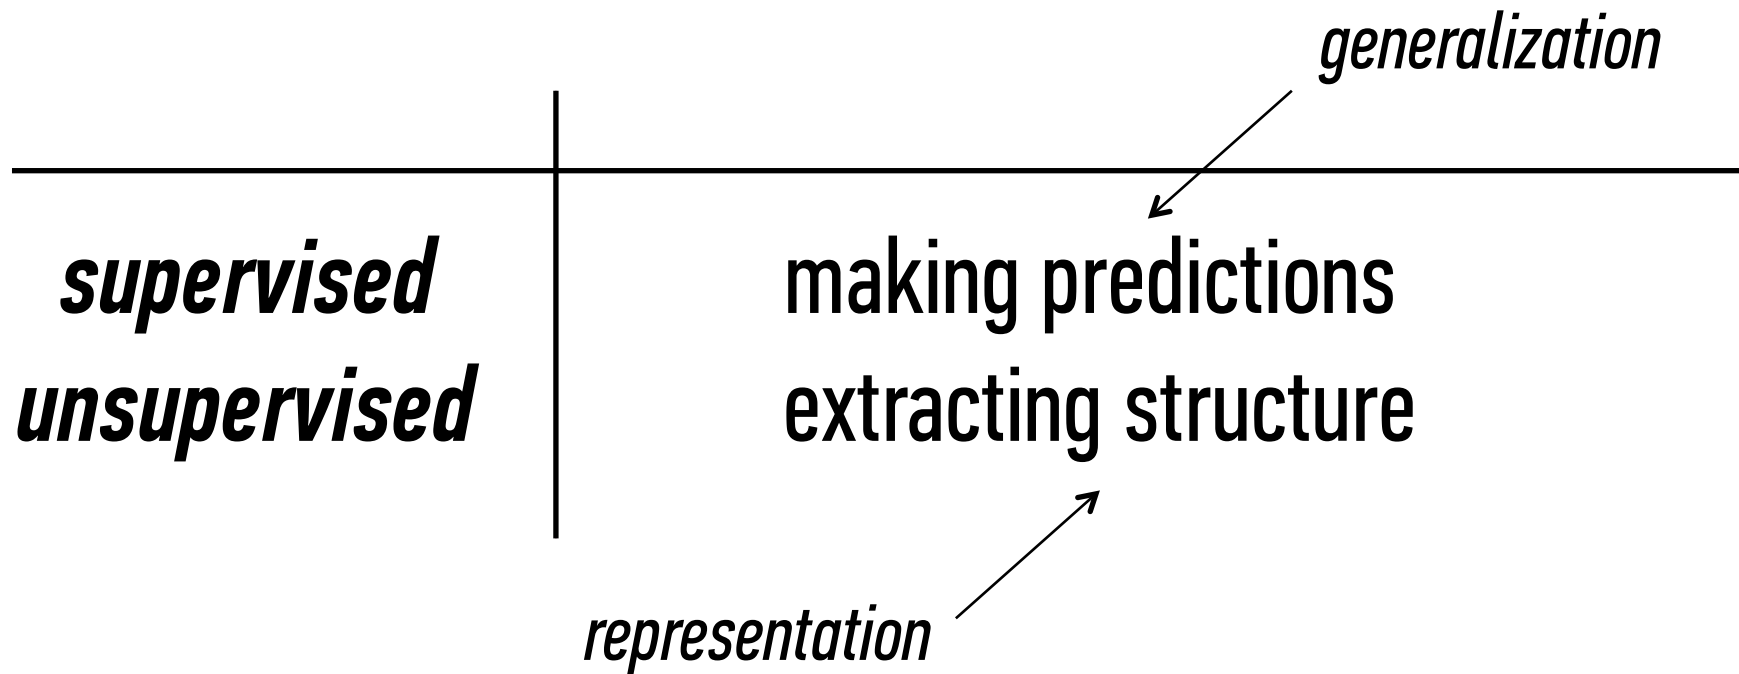 generalization
supervised making predictions
unsupervised extracting structure
representation